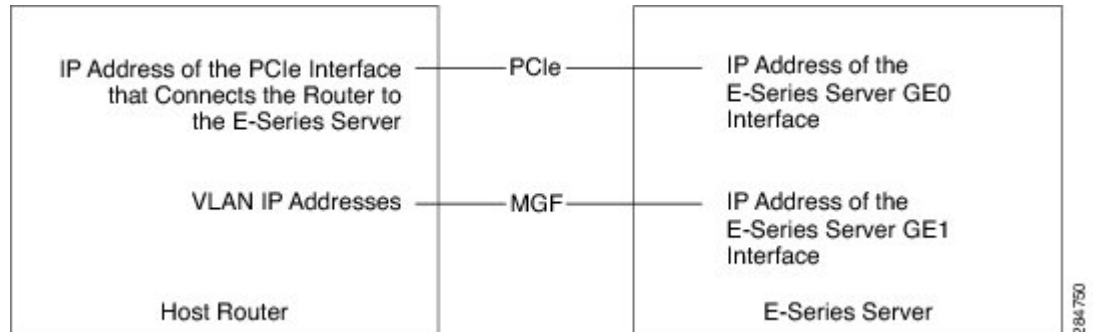 IP Address of the PCIe Interface
that Connects the Router to
the E-Series Server
PCIe
IP Address of the
E-Series Server GE0
Interface
VLAN IP Addresses
MGF
IP Address of the
E-Series Server GE1
Interface
Host Router
E-Series Server
284750